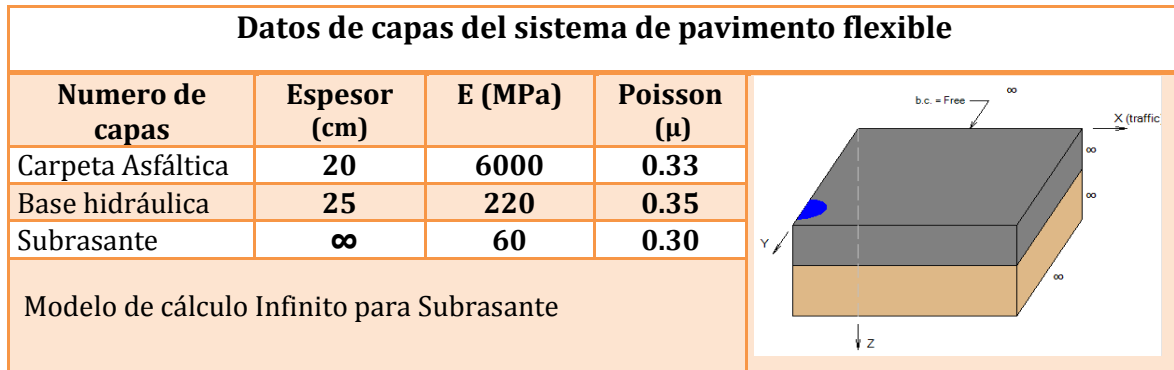 Datos de capas del sistema de pavimento flexible
Numero de capas Espesor (cm) E (MPa) Poisson (μ)
Carpeta Asfáltica 20 6000 0.33
Base hidráulica 25 220 0.35
Subrasante ∞ 60 0.30
Modelo de cálculo Infinito para Subrasante
b.c. = Free
∞
X (traffic
∞
∞
Y
∞
Z